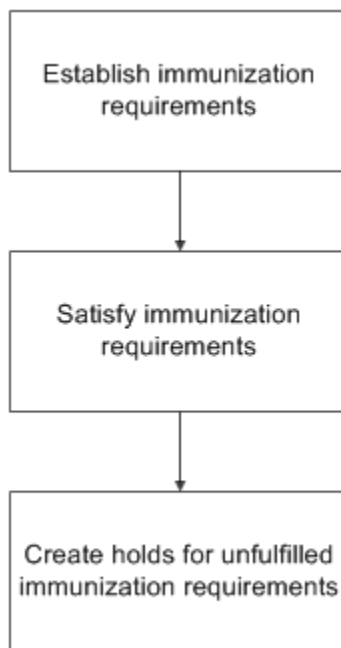 Establish immunization
requirements
Satisfy immunization
requirements
Create holds for unfulfilled
immunization requirements